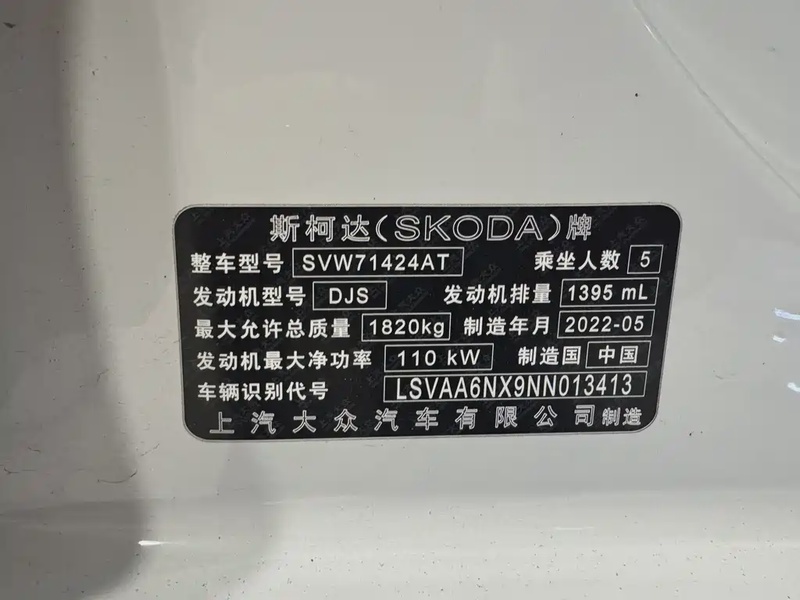 斯柯达(SKODA)牌
整车型号 SVW71424AT 乘坐人数 5
发动机型号 DJS 发动机排量 1395 mL
最大允许总质量 1820kg 制造年月 2022-05
发动机最大净功率 110 kW 制造国 中国
车辆识别代号 LSVAA6NX9NN013413
上汽大众汽车有限公司制造